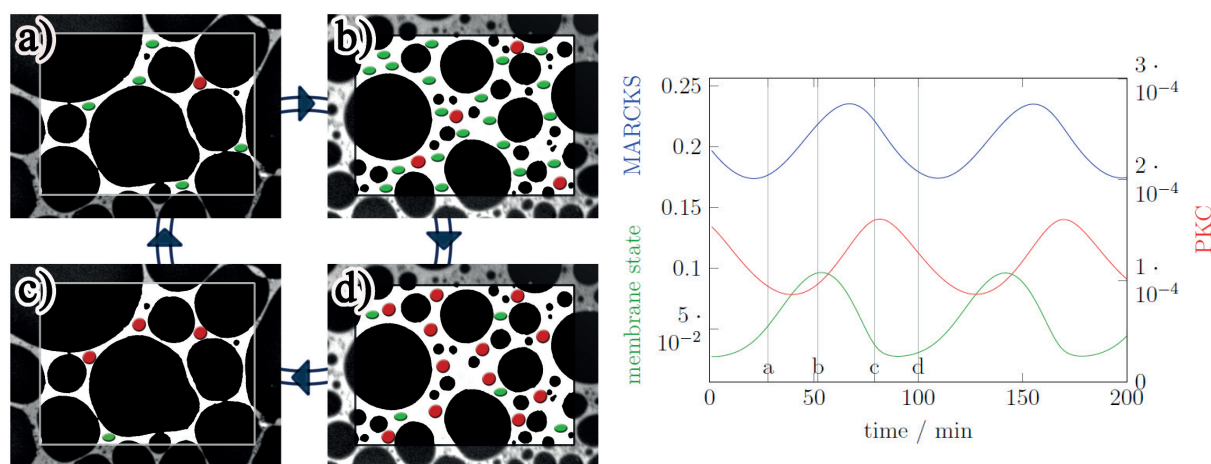 a)
b)
c)
d)
MARCKS
membrane state
0.25
0.2
0.15
0.1
5 ·
10⁻²
3 ·
10⁻⁴
2 ·
10⁻⁴
1 ·
10⁻⁴
0
PKC
a
b
c
d
0
50
100
150
200
time / min